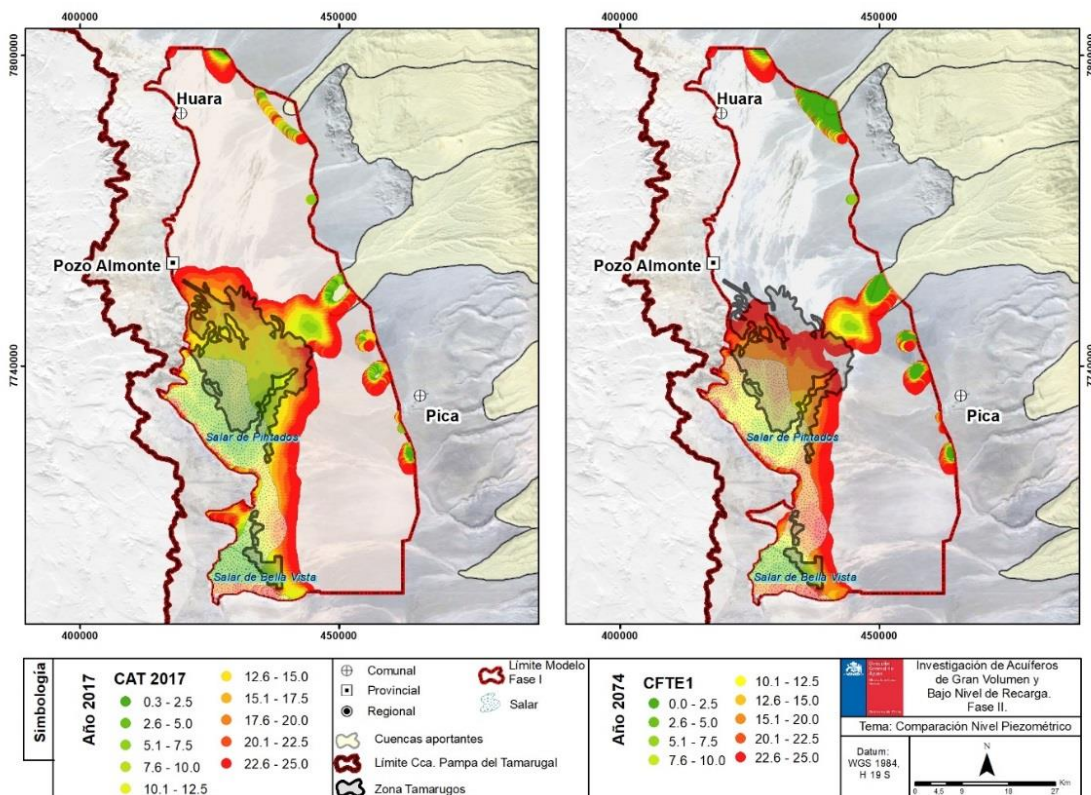 400000
450000
400000
450000
7800000
7800000
Huara
Huara
Pozo Almonte
Pozo Almonte
7740000
7740000
Pica
Pica
Salar de Pintados
Salar de Pintados
Salar de Bella Vista
Salar de Bella Vista
400000
450000
400000
450000
Simbología
Año 2017
CAT 2017
0.3 - 2.5
2.6 - 5.0
5.1 - 7.5
7.6 - 10.0
10.1 - 12.5
12.6 - 15.0
15.1 - 17.5
17.6 - 20.0
20.1 - 22.5
22.6 - 25.0
Comunal
Provincial
Regional
Cuencas aportantes
Límite Cca. Pampa del Tamarugal
Zona Tamarugos
Límite Modelo
Fase I
Salar
Año 2074
CFTE1
0.0 - 2.5
2.6 - 5.0
5.1 - 7.5
7.6 - 10.0
10.1 - 12.5
12.6 - 15.0
15.1 - 20.0
20.1 - 22.5
22.6 - 25.0
Investigación de Acuíferos
de Gran Volumen y
Bajo Nivel de Recarga.
Fase II.
Tema: Comparación Nivel Piezométrico
Datum:
WGS 1984,
H 19 S
N
Km
0 4,5 9 18 27